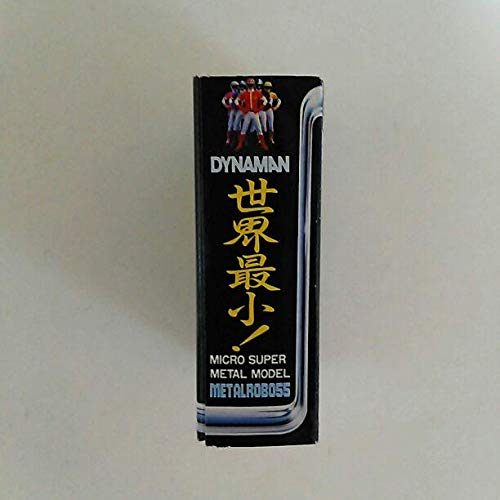 DYNAMAN
世界最小!
MICRO SUPER
METAL MODEL
METALROBOSS